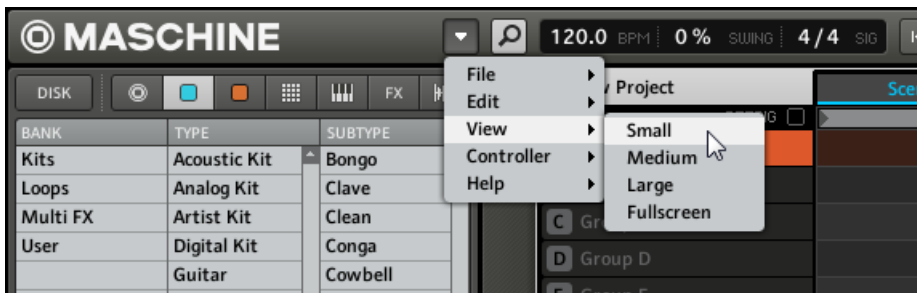 MASCHINE
120.0 BPM 0 % SWING 4/4 SIG
DISK FX
File
Edit
View
Controller
Help
Project
Sce
Small
Medium
Large
Fullscreen
BANK TYPE SUBTYPE
Kits Acoustic Kit Bongo
Loops Analog Kit Clave
Multi FX Artist Kit Clean
User Digital Kit Conga
Guitar Cowbell
C Gr
D Group D